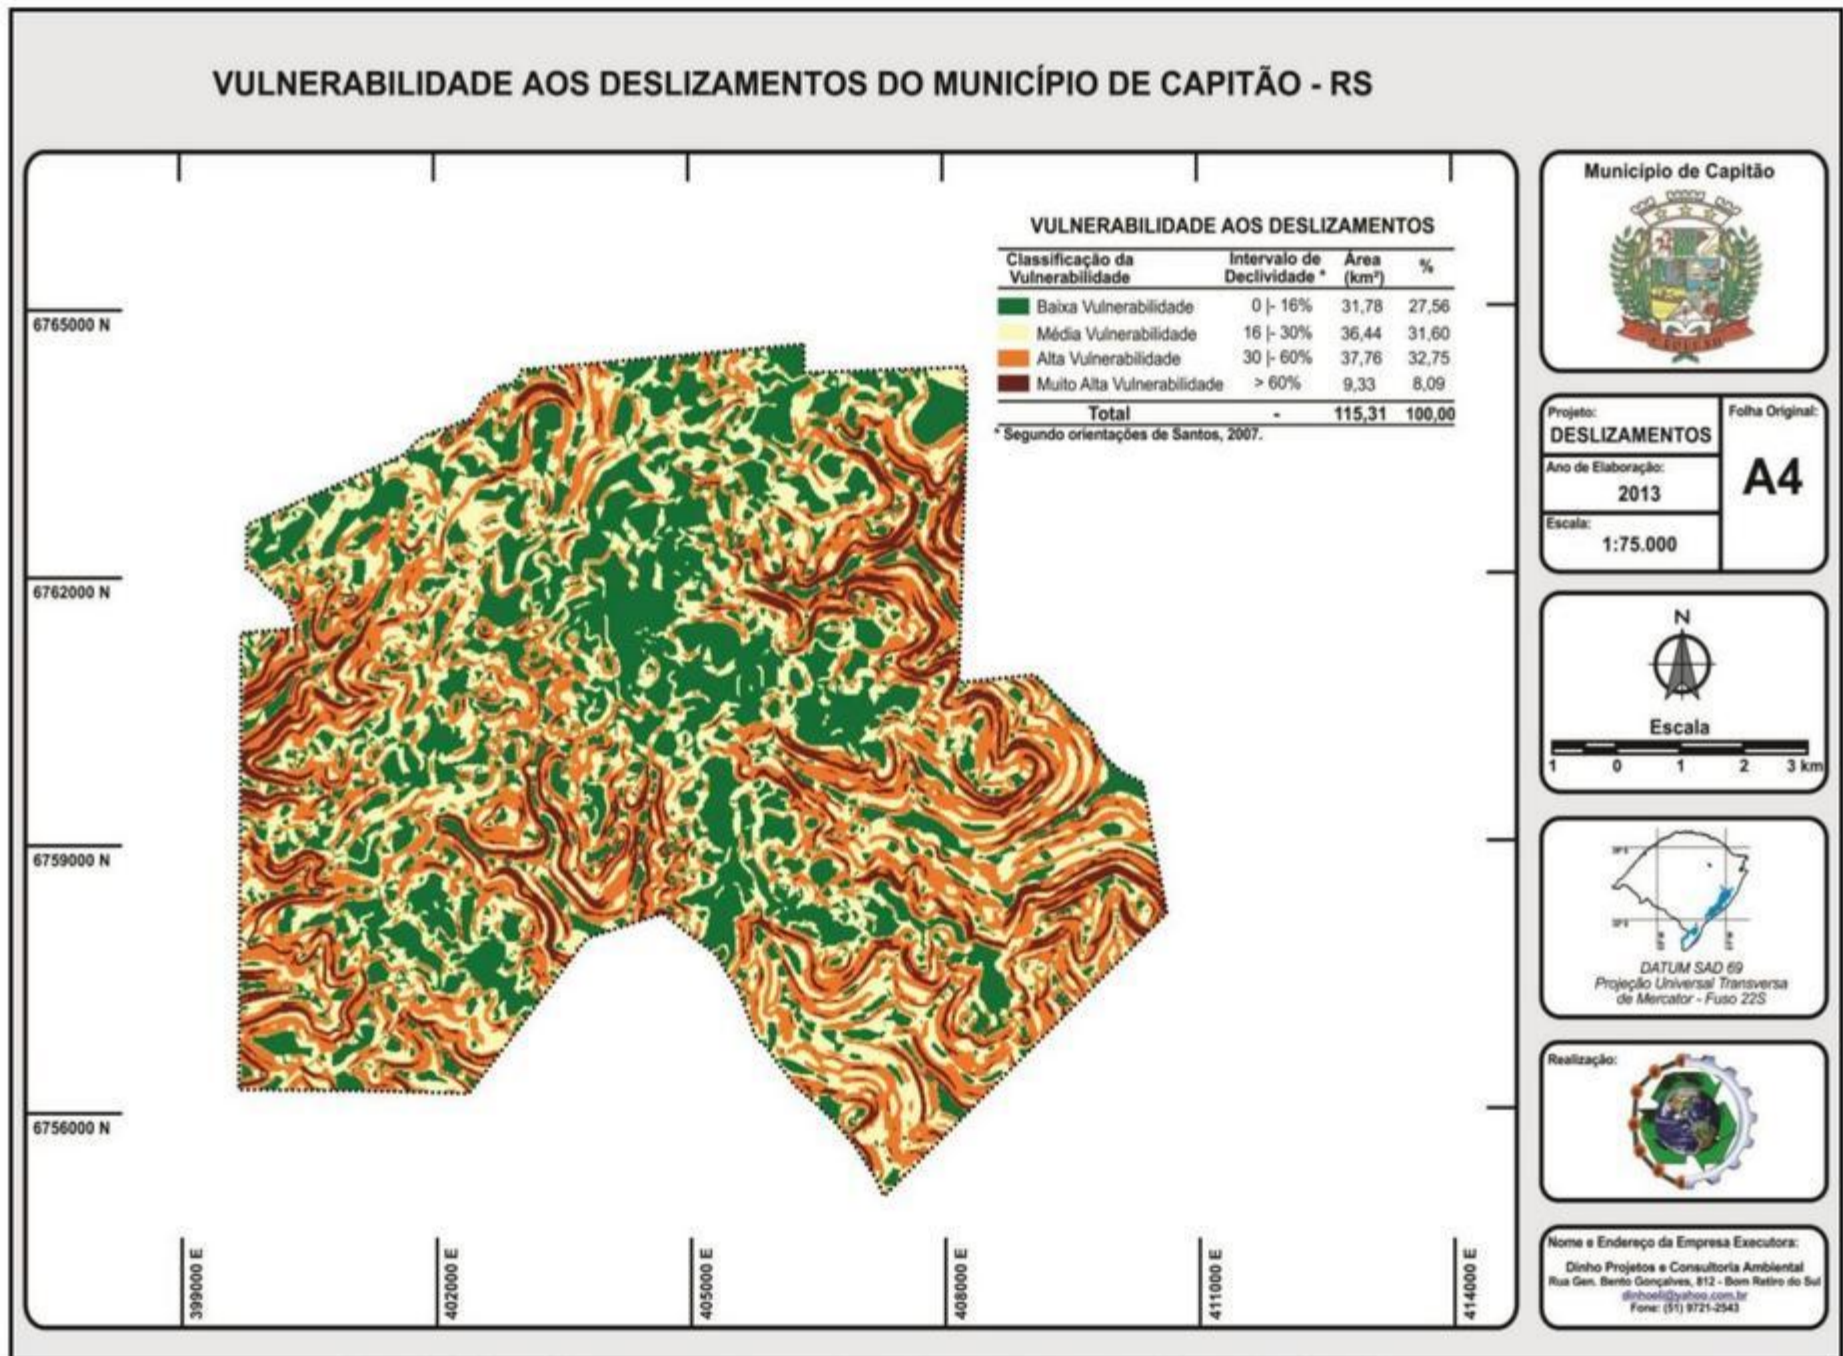 VULNERABILIDADE AOS DESLIZAMENTOS DO MUNICÍPIO DE CAPITÃO - RS
VULNERABILIDADE AOS DESLIZAMENTOS
Classificação da Vulnerabilidade Intervalo de Declividade * Área (km²) %
Baixa Vulnerabilidade 0 |- 16% 31,78 27,56
Média Vulnerabilidade 16 |- 30% 36,44 31,60
Alta Vulnerabilidade 30 |- 60% 37,76 32,75
Muito Alta Vulnerabilidade > 60% 9,33 8,09
Total - 115,31 100,00
* Segundo orientações de Santos, 2007.
6765000 N
6762000 N
6759000 N
6756000 N
399000 E
402000 E
405000 E
408000 E
411000 E
414000 E
Município de Capitão
Projeto:
DESLIZAMENTOS
Ano de Elaboração:
2013
Escala:
1:75.000
Folha Original:
A4
N
Escala
1 0 1 2 3 km
DATUM SAD 69
Projeção Universal Transversa
de Mercator - Fuso 22S
Realização:
Nome e Endereço da Empresa Executora:
Dinho Projetos e Consultoria Ambiental
Rua Gen. Bento Gonçalves, 812 - Bom Retiro do Sul
dinhoeli@yahoo.com.br
Fone: (51) 9721-2543